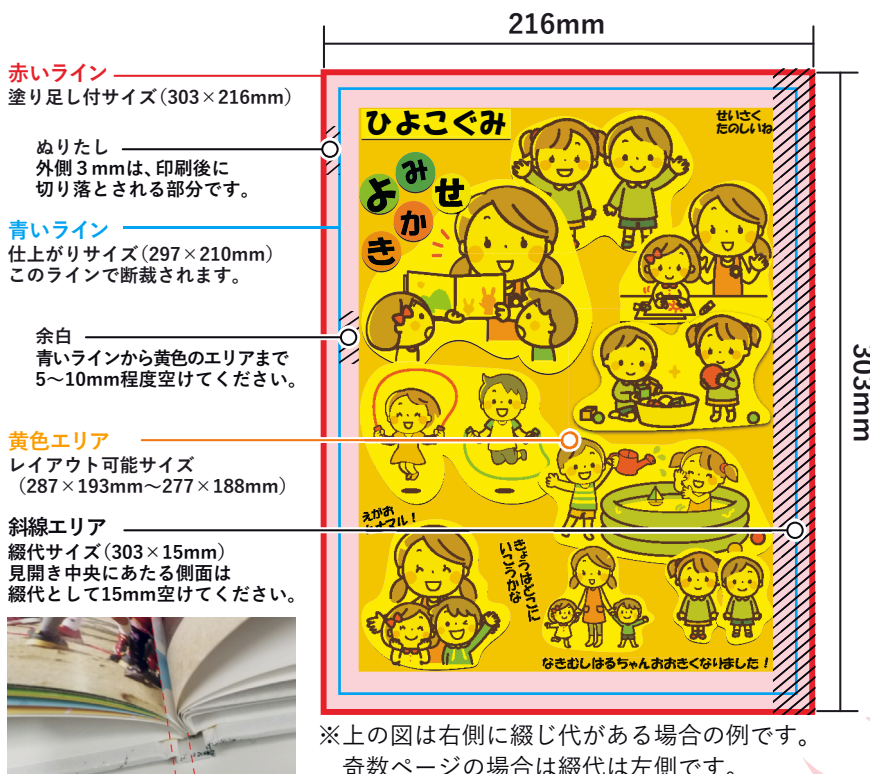 216mm
赤いライン
塗り足し付サイズ(303×216mm)
ぬりたし
外側3mmは、印刷後に
切り落とされる部分です。
青いライン
仕上がりサイズ(297×210mm)
このラインで断裁されます。
余白
青いラインから黄色のエリアまで
5〜10mm程度空けてください。
黄色エリア
レイアウト可能サイズ
(287×193mm〜277×188mm)
斜線エリア
綴代サイズ(303×15mm)
見開き中央にあたる側面は
綴代として15mm空けてください。
ひよこぐみ
せいさく
たのしいね
よみせ
かき
えがお
マル!
きょうはどこに
いこうかな
なきむしはるちゃんおおきくなりました!
303mm
※上の図は右側に綴じ代がある場合の例です。
奇数ページの場合は綴代は左側です。